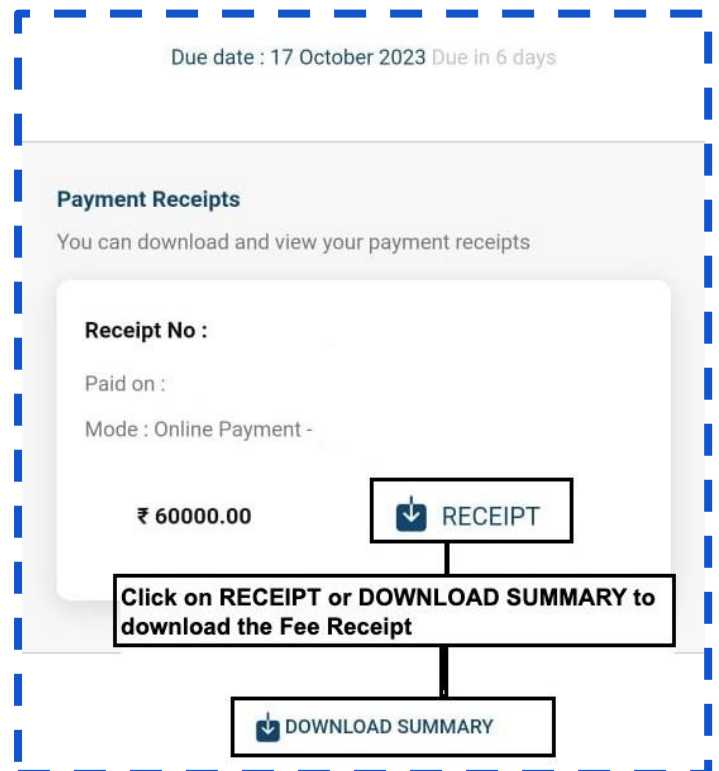 Due date : 17 October 2023 Due in 6 days
Payment Receipts
You can download and view your payment receipts
Receipt No :
Paid on :
Mode : Online Payment -
₹ 60000.00
RECEIPT
Click on RECEIPT or DOWNLOAD SUMMARY to
download the Fee Receipt
DOWNLOAD SUMMARY